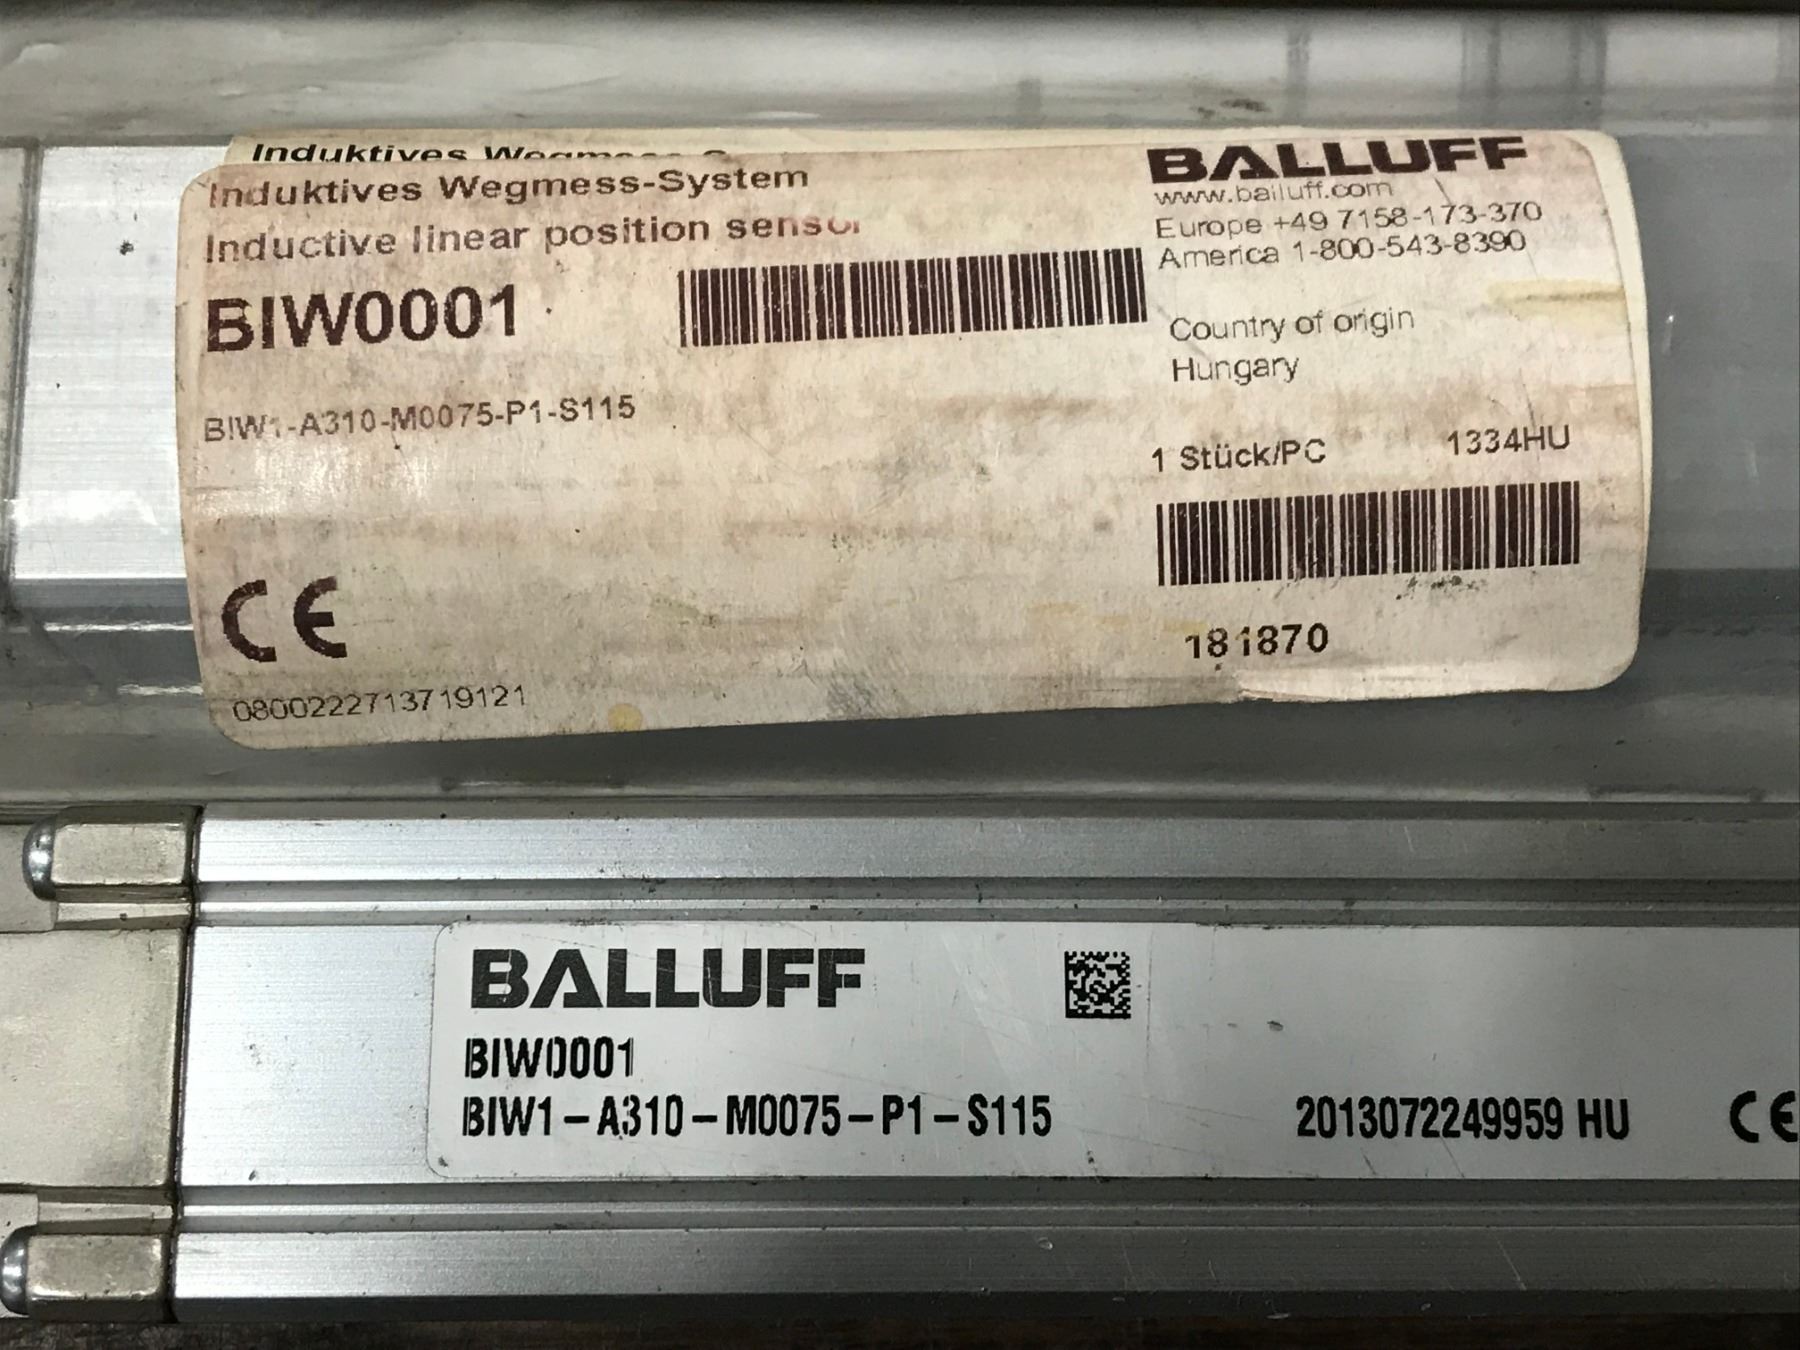 Induktives
Induktives Wegmess-System
Inductive linear position sensor
BIW0001
BIW1-A310-M0075-P1-S115
CE
0800222713719121
BALLUFF
www.balluff.com
Europe +49 7158-173-370
America 1-800-543-8390
Country of origin
Hungary
1 Stück/PC 1334HU
181870
BALLUFF
BIW0001
BIW1-A310-M0075-P1-S115 2013072249959 HU CE